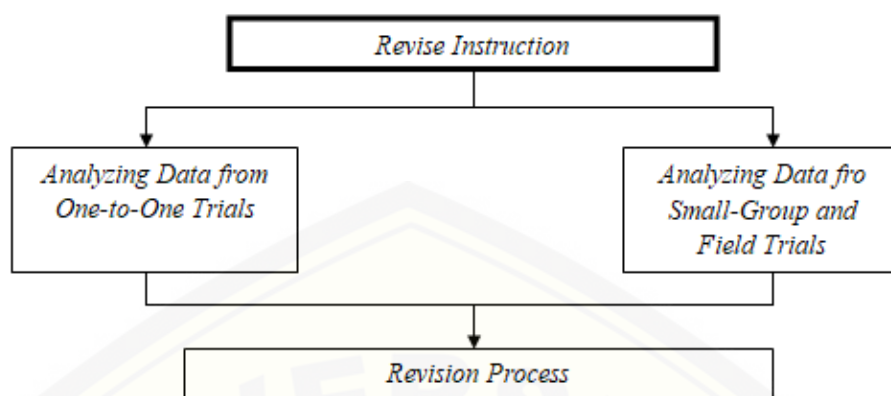 Revise Instruction
Analyzing Data from
One-to-One Trials
Analyzing Data fro
Small-Group and
Field Trials
Revision Process